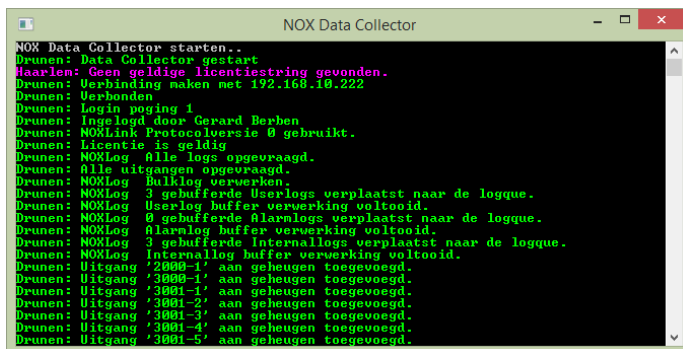 NOX Data Collector
NOX Data Collector starten..
Drunen: Data Collector gestart
Haarlem: Geen geldige licentiestring gevonden.
Drunen: Verbinding maken met 192.168.10.222
Drunen: Verbonden
Drunen: Login poging 1
Drunen: Ingelogd door Gerard Berben
Drunen: NOXLink Protocolversie 0 gebruikt.
Drunen: Licentie is geldig
Drunen: NOXLog  Alle logs opgevraagd.
Drunen: Alle uitgangen opgevraagd.
Drunen: NOXLog  Bulklog verwerken.
Drunen: NOXLog  3 gebufferde Userlogs verplaatst naar de logque.
Drunen: NOXLog  Userlog buffer verwerking voltooid.
Drunen: NOXLog  0 gebufferde Alarmlogs verplaatst naar de logque.
Drunen: NOXLog  Alarmlog buffer verwerking voltooid.
Drunen: NOXLog  3 gebufferde Internallogs verplaatst naar de logque.
Drunen: NOXLog  Internallog buffer verwerking voltooid.
Drunen: Uitgang '2000-1' aan geheugen toegevoegd.
Drunen: Uitgang '3000-1' aan geheugen toegevoegd.
Drunen: Uitgang '3001-1' aan geheugen toegevoegd.
Drunen: Uitgang '3001-2' aan geheugen toegevoegd.
Drunen: Uitgang '3001-3' aan geheugen toegevoegd.
Drunen: Uitgang '3001-4' aan geheugen toegevoegd.
Drunen: Uitgang '3001-5' aan geheugen toegevoegd.